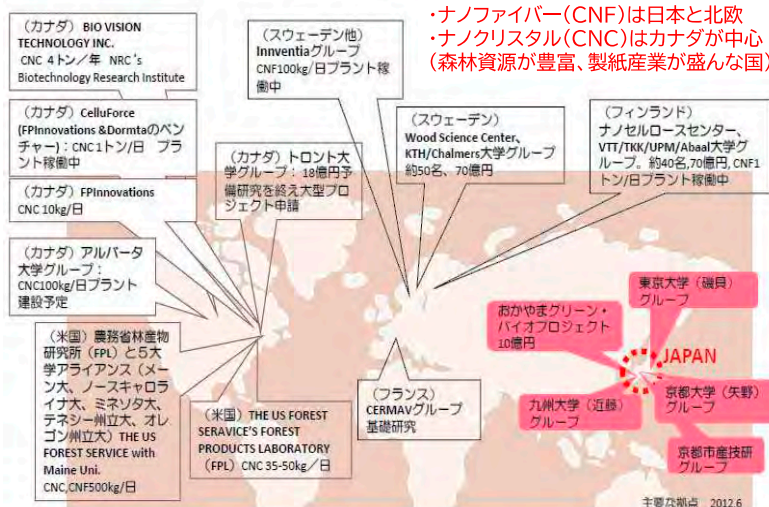 ・ナノファイバー(CNF)は日本と北欧
・ナノクリスタル(CNC)はカナダが中心
(森林資源が豊富、製紙産業が盛んな国)
(カナダ) BIO VISION
TECHNOLOGY INC.
CNC 4トン/年 NRC's
Biotechnology Research Institute
(カナダ) CelluForce
(FPInnovations &Dormtaのベン
チャー):CNC1トン/日 プラ
ント稼働中
(カナダ) FPInnovations
CNC 10kg/日
(カナダ) アルバータ
大学グループ:
CNC100kg/日プラント
建設予定
(米国) 農務省林産物
研究所(FPL)と5大
学アライアンス(メー
ン大、ノースキャロラ
イナ大、ミネソタ大、
テネシー州立大、オレ
ゴン州立大) THE US
FOREST SERVICE with
Maine Uni.
CNC,CNF500kg/日
(カナダ) トロント大
学グループ: 18億円予
備研究を終え大型プロ
ジェクト申請
(米国) THE US FOREST
SERAVICE'S FOREST
PRODUCTS LABORATORY
(FPL) CNC 35-50kg/日
(スウェーデン他)
Innventiaグループ
CNF100kg/日プラント稼
働中
(スウェーデン)
Wood Science Center、
KTH/Chalmers大学グループ
約50名、70億円
(フィンランド)
ナノセルロースセンター、
VTT/TKK/UPM/Abaal大学グ
ループ。約40名,70億円,CNF1
トン/日プラント稼働中
(フランス)
CERMAVグループ
基礎研究
東京大学(磯貝)
グループ
おかやまグリーン・
バイオプロジェクト
10億円
JAPAN
九州大学(近藤)
グループ
京都大学(矢野)
グループ
京都市産技研
グループ
主要な拠点 2012.6